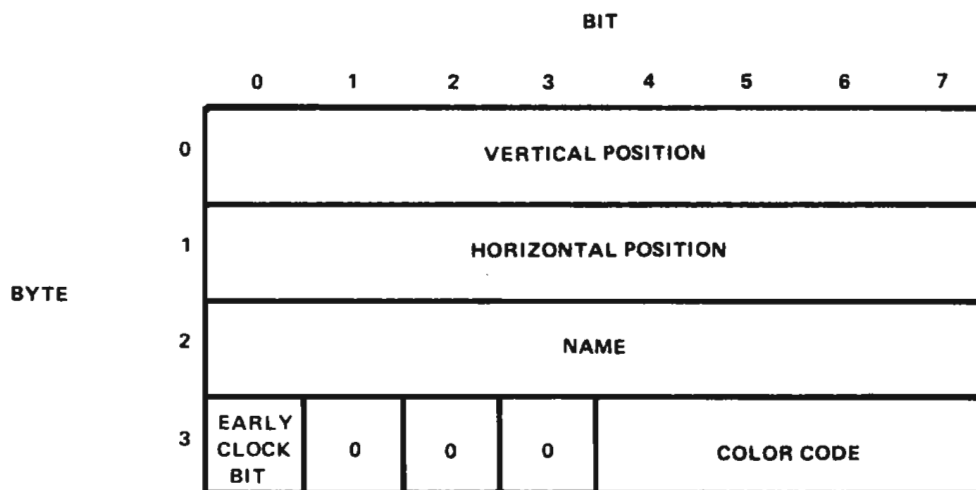 BIT
0 1 2 3 4 5 6 7
0 VERTICAL POSITION
1 HORIZONTAL POSITION
BYTE
2 NAME
3 EARLY CLOCK BIT 0 0 0 COLOR CODE